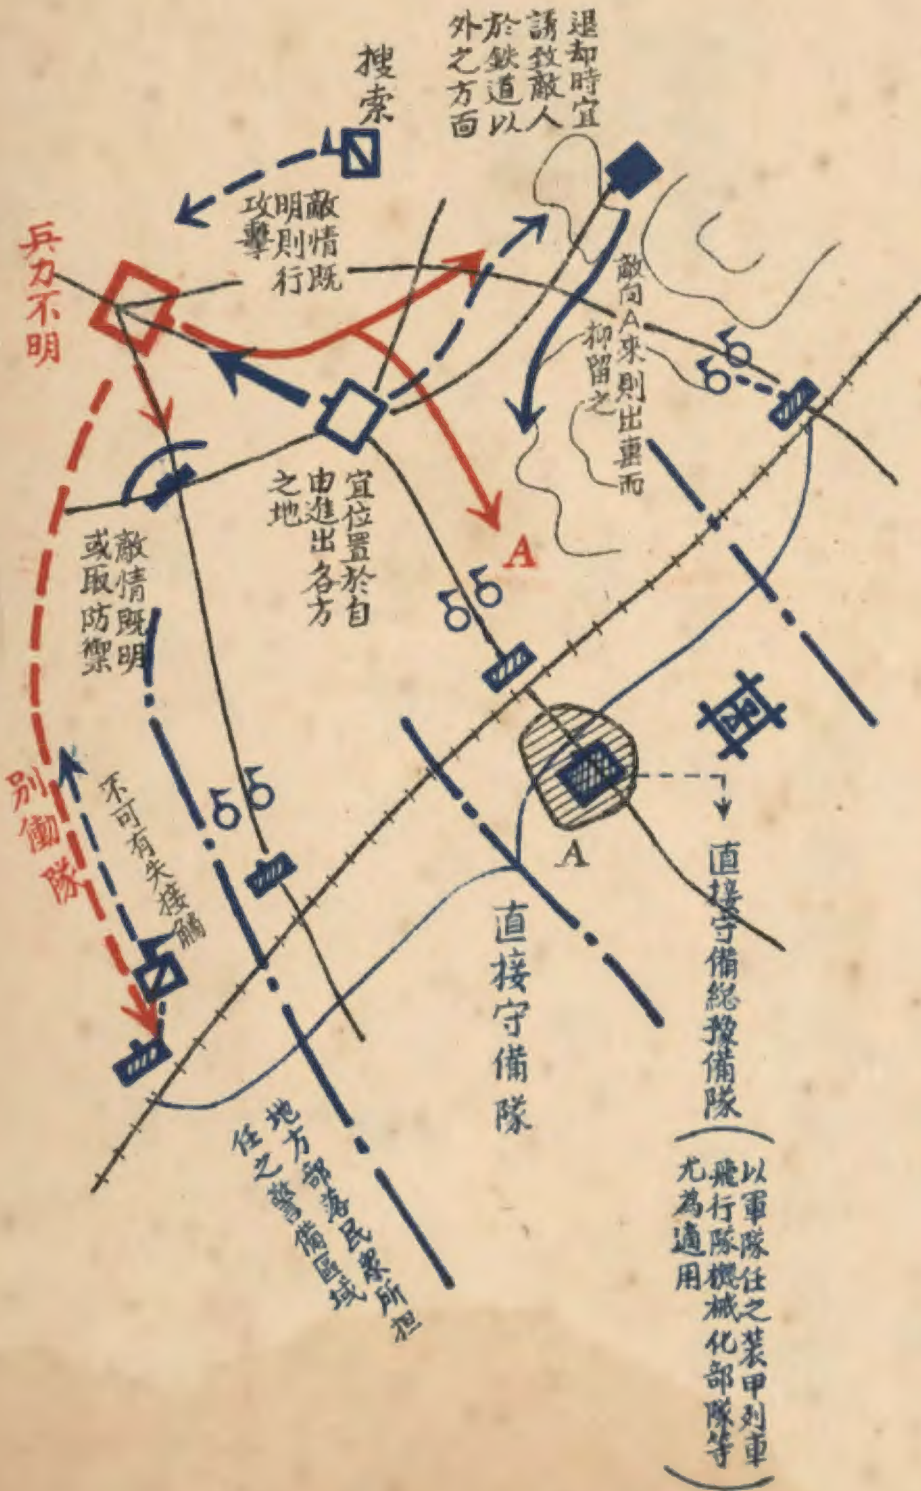 退却時宜
誘致敵人
於鉄道以
外之方面
搜索
敵情既
明則行
攻擊
兵力不明
敵向A來則出裏而
抑留之
A
宜位置於自
由進出各方
之地
敵情既明
或取防禦
別働隊
不可有失接觸
A
直接守備隊
直接守備総豫備隊
(以軍隊任之裝甲列車
飛行隊機械化部隊等
尤為適用)
地方部落民衆所担
任之警備區域